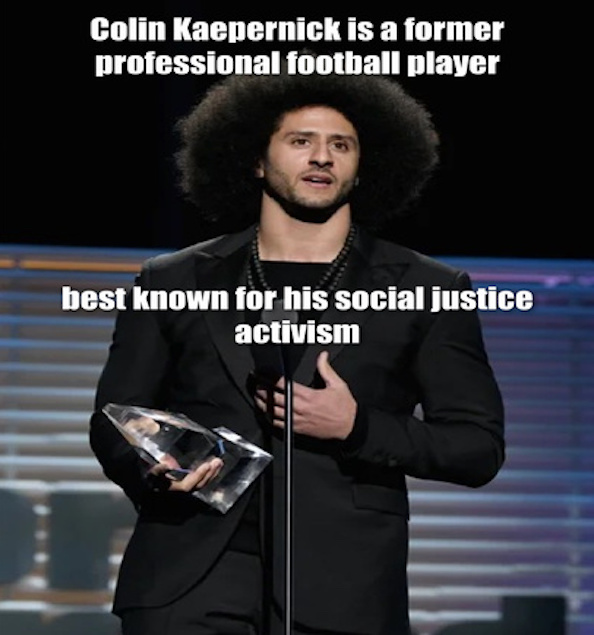 Colin Kaepernick is a former
professional football player
best known for his social justice
activism